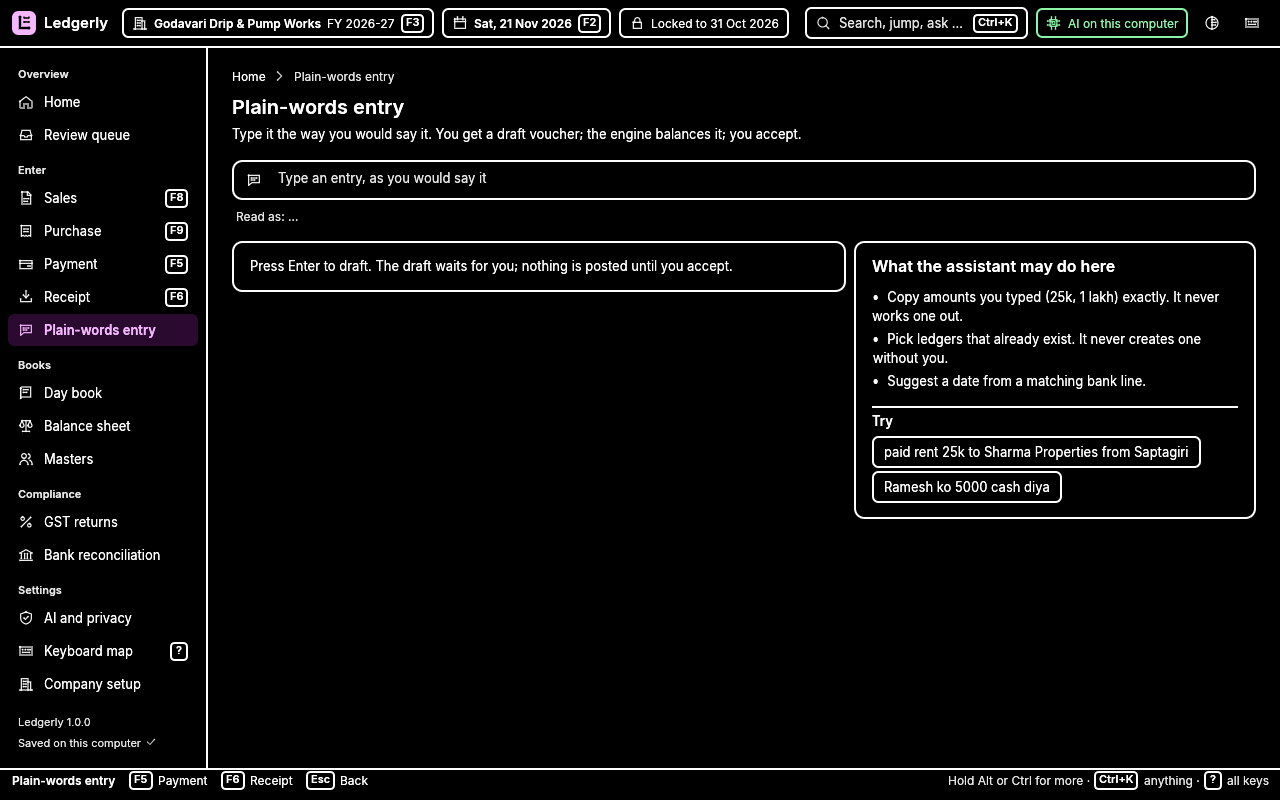 Ledgerly
Godavari Drip & Pump Works FY 2026-27 F3
Sat, 21 Nov 2026 F2
Locked to 31 Oct 2026
Search, jump, ask ... Ctrl+K
AI on this computer
Overview
Home
Review queue
Enter
Sales F8
Purchase F9
Payment F5
Receipt F6
Plain-words entry
Books
Day book
Balance sheet
Masters
Compliance
GST returns
Bank reconciliation
Settings
AI and privacy
Keyboard map ?
Company setup
Ledgerly 1.0.0
Saved on this computer
Home > Plain-words entry
Plain-words entry
Type it the way you would say it. You get a draft voucher; the engine balances it; you accept.
Type an entry, as you would say it
Read as: ...
Press Enter to draft. The draft waits for you; nothing is posted until you accept.
What the assistant may do here
• Copy amounts you typed (25k, 1 lakh) exactly. It never
works one out.
• Pick ledgers that already exist. It never creates one
without you.
• Suggest a date from a matching bank line.
Try
paid rent 25k to Sharma Properties from Saptagiri
Ramesh ko 5000 cash diya
Plain-words entry F5 Payment F6 Receipt Esc Back
Hold Alt or Ctrl for more · Ctrl+K anything · ? all keys